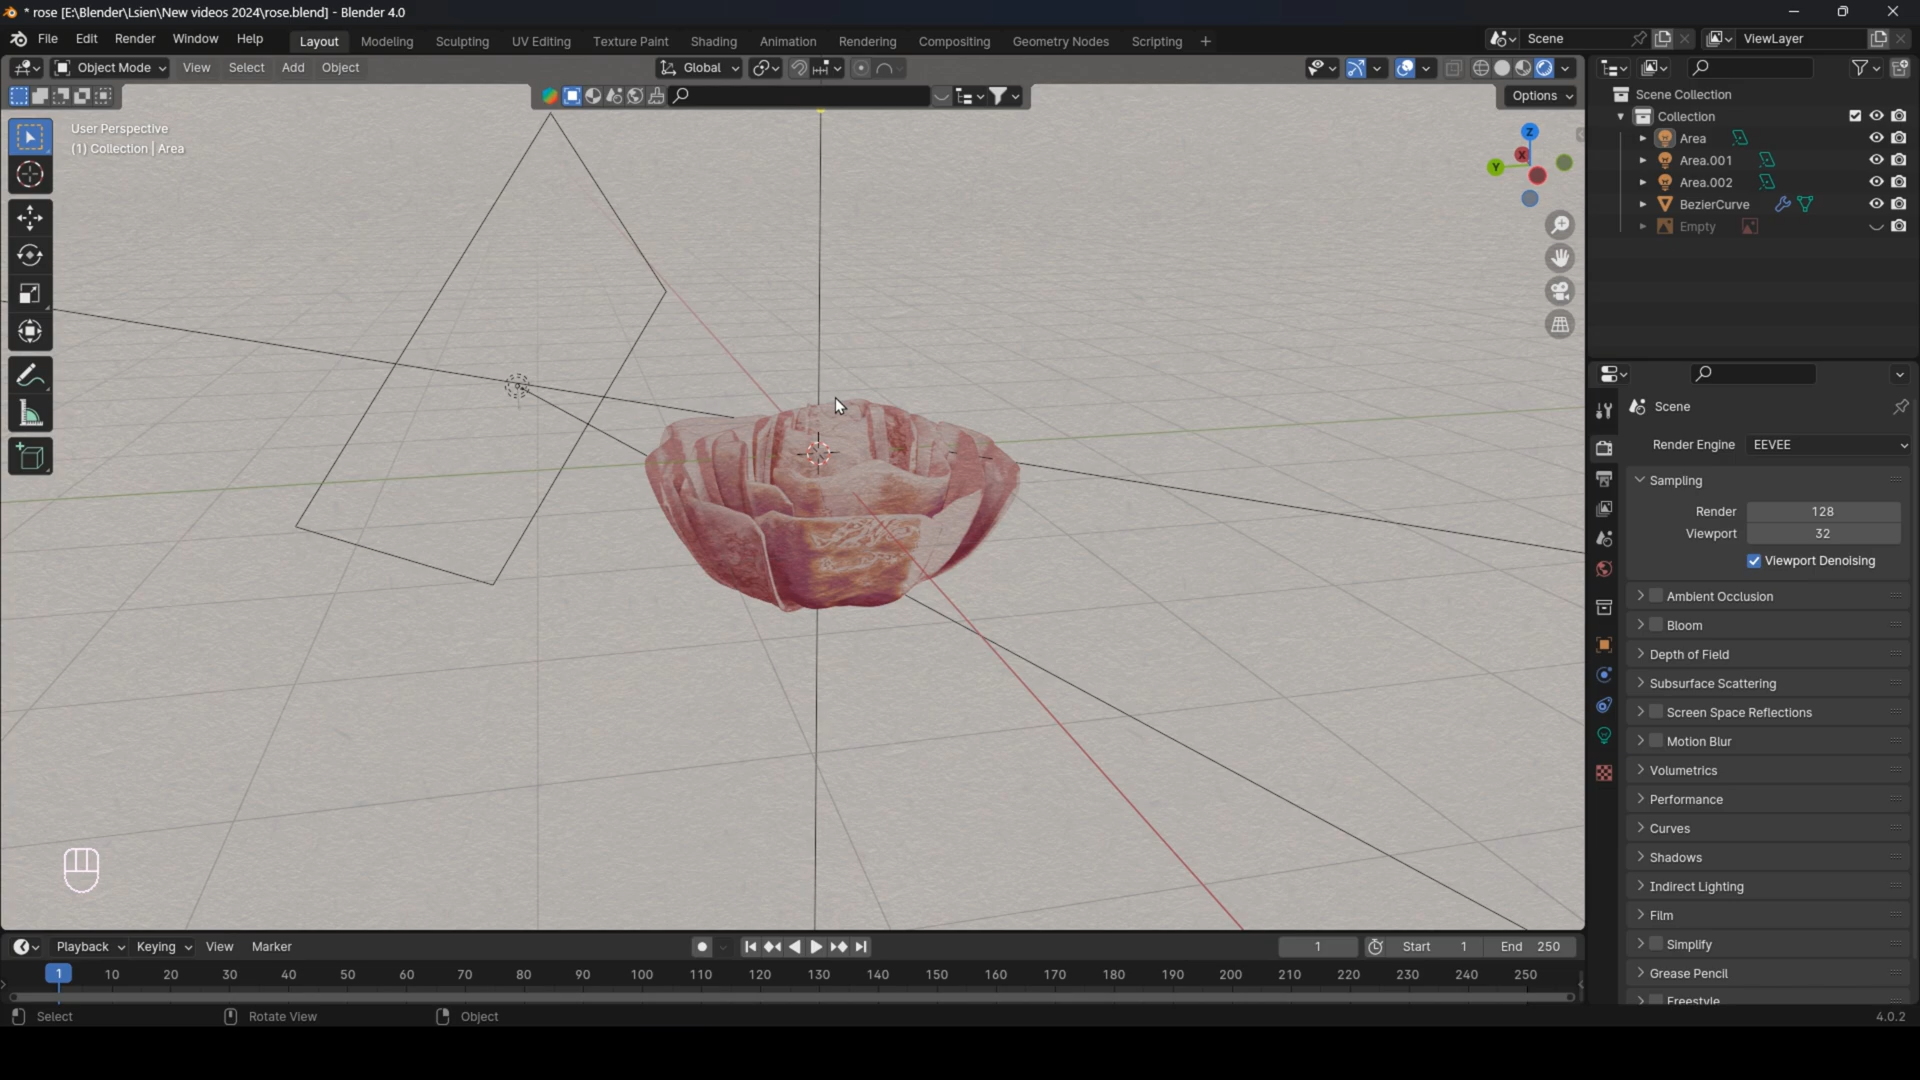 * rose [E:\Blender\Lsien\New videos 2024\rose.blend] - Blender 4.0
File Edit Render Window Help Layout Modeling Sculpting UV Editing Texture Paint Shading Animation Rendering Compositing Geometry Nodes Scripting + Scene ViewLayer
Object Mode View Select Add Object Global
Options
User Perspective
(1) Collection | Area
Z
X
Y
Scene Collection
Collection
Area
Area.001
Area.002
BezierCurve
Empty
Scene
Render Engine EEVEE
Sampling
Render 128
Viewport 32
Viewport Denoising
Ambient Occlusion
Bloom
Depth of Field
Subsurface Scattering
Screen Space Reflections
Motion Blur
Volumetrics
Performance
Curves
Shadows
Indirect Lighting
Film
Simplify
Grease Pencil
Freestyle
Playback Keying View Marker 1 Start 1 End 250
1 10 20 30 40 50 60 70 80 90 100 110 120 130 140 150 160 170 180 190 200 210 220 230 240 250
Select Rotate View Object 4.0.2